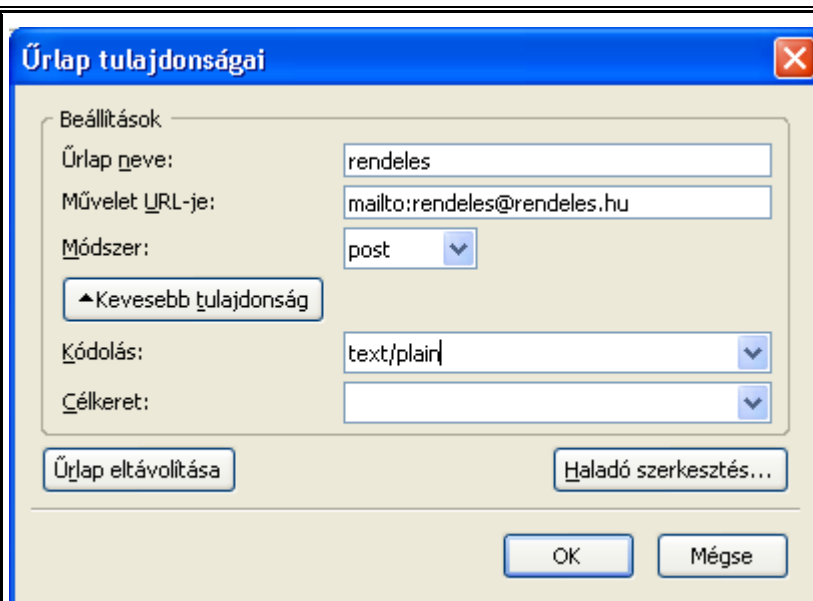 Űrlap tulajdonságai
Beállítások
Űrlap neve: rendeles
Művelet URL-je: mailto:rendeles@rendeles.hu
Módszer: post
Kevesebb tulajdonság
Kódolás: text/plain
Célkeret:
Űrlap eltávolítása Haladó szerkesztés...
OK Mégse